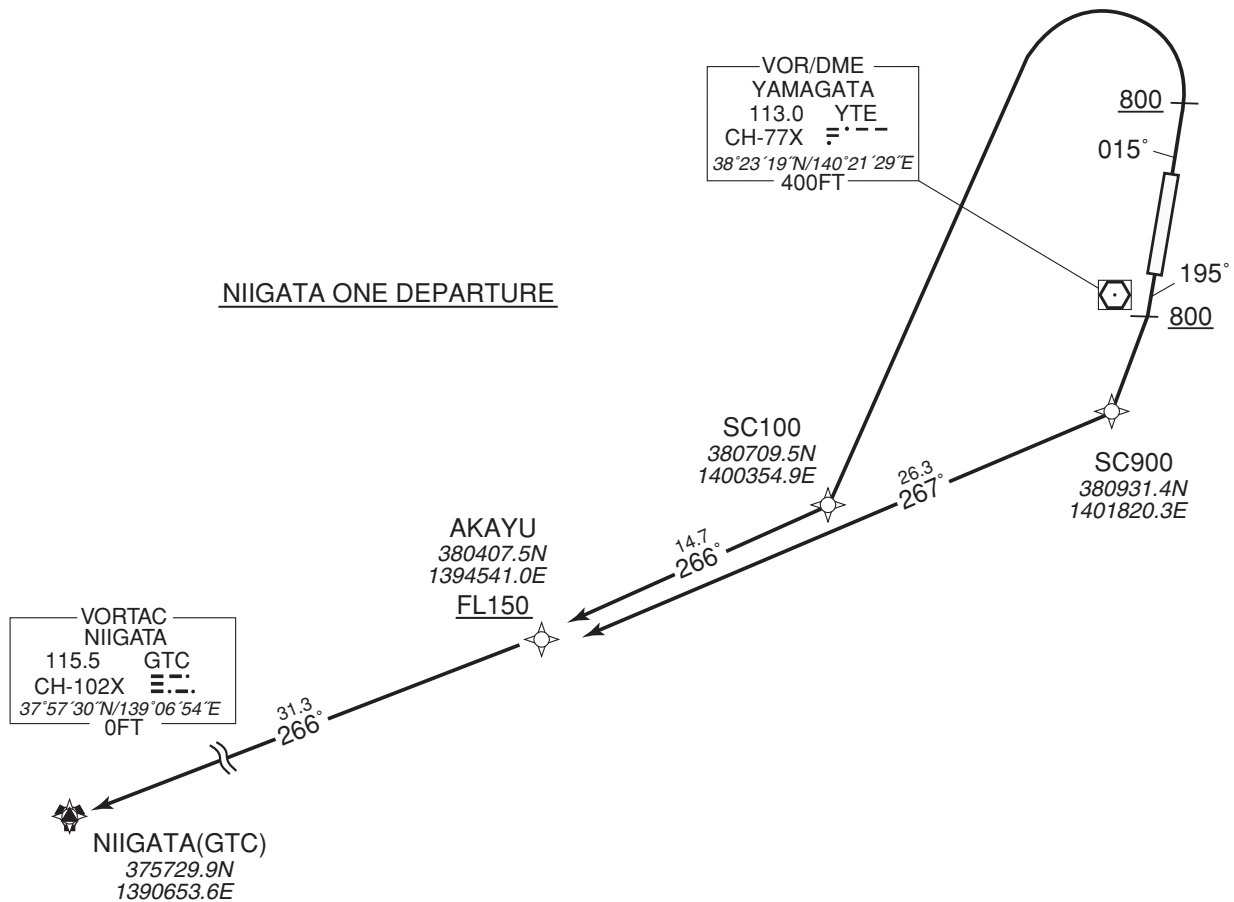 VOR/DME
YAMAGATA
113.0 YTE
CH-77X
38°23´19˝N/140°21´29˝E
400FT
800
015°
195°
800
NIIGATA ONE DEPARTURE
SC100
380709.5N
1400354.9E
SC900
380931.4N
1401820.3E
26.3
267°
14.7
266°
AKAYU
380407.5N
1394541.0E
FL150
VORTAC
NIIGATA
115.5 GTC
CH-102X
37°57´30˝N/139°06´54˝E
0FT
31.3
266°
NIIGATA(GTC)
375729.9N
1390653.6E